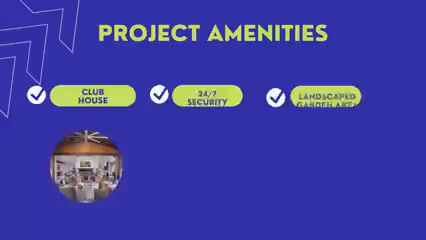 PROJECT AMENITIES
CLUB
HOUSE
24/7
SECURITY
LANDSCAPED
GARDEN AREA